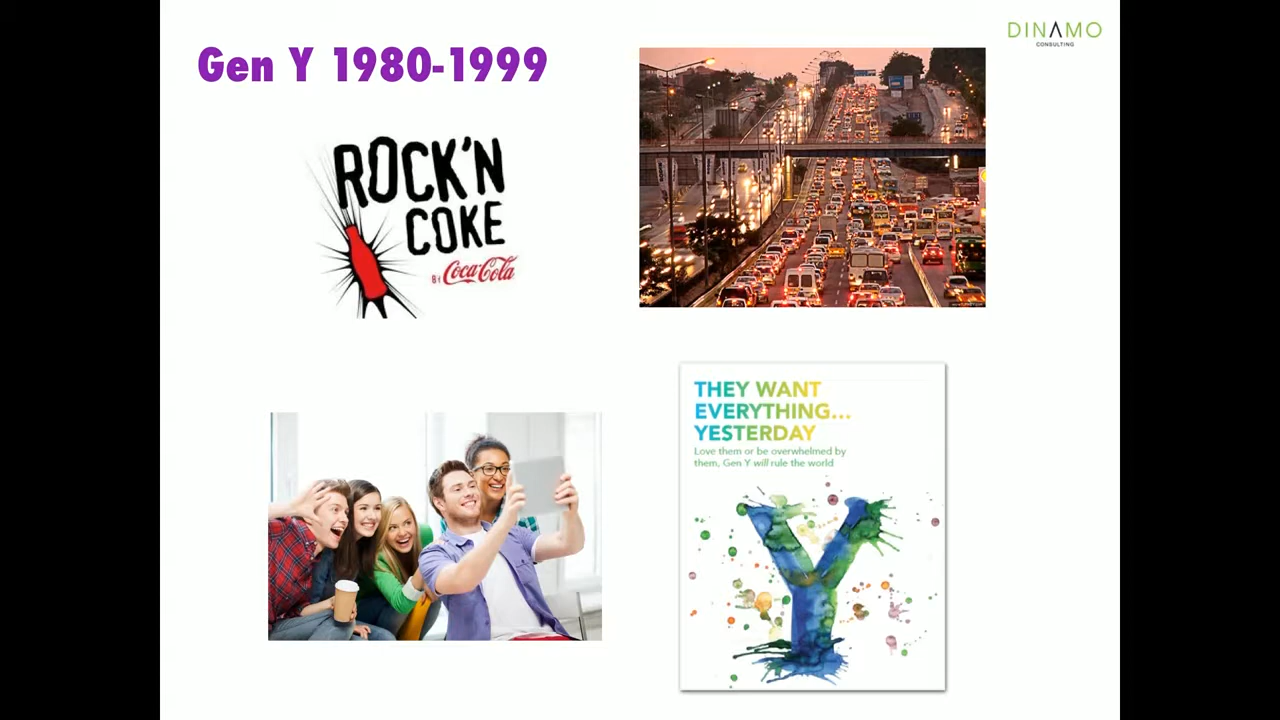 Gen Y 1980-1999
DINAMO
CONSULTING
ROCK'N
COKE
BY Coca-Cola
THEY WANT
EVERYTHING...
YESTERDAY
Love them or be overwhelmed by
them, Gen Y will rule the world